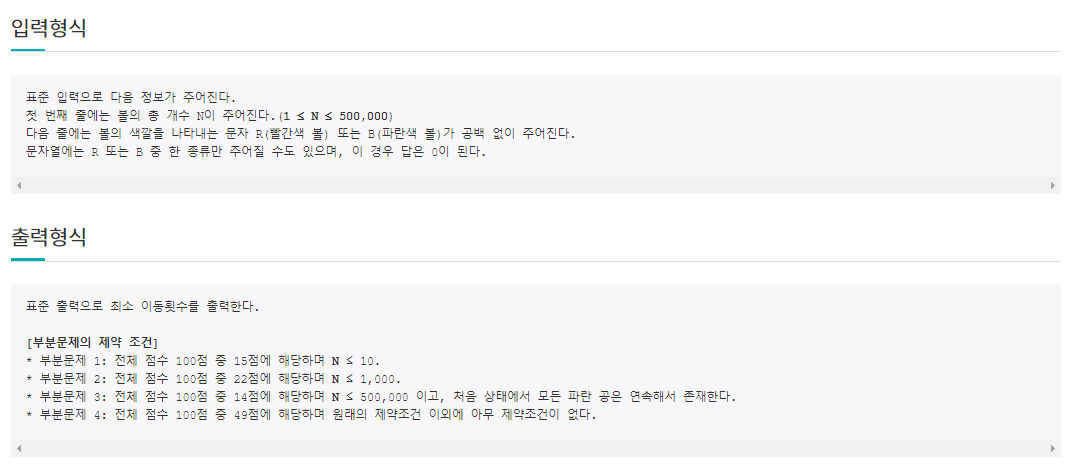 입력형식
표준 입력으로 다음 정보가 주어진다.
첫 번째 줄에는 볼의 총 개수 N이 주어진다.(1 ≤ N ≤ 500,000)
다음 줄에는 볼의 색깔을 나타내는 문자 R(빨간색 볼) 또는 B(파란색 볼)가 공백 없이 주어진다.
문자열에는 R 또는 B 중 한 종류만 주어질 수도 있으며, 이 경우 답은 0이 된다.
출력형식
표준 출력으로 최소 이동횟수를 출력한다.
[부분문제의 제약 조건]
* 부분문제 1: 전체 점수 100점 중 15점에 해당하며 N ≤ 10.
* 부분문제 2: 전체 점수 100점 중 22점에 해당하며 N ≤ 1,000.
* 부분문제 3: 전체 점수 100점 중 14점에 해당하며 N ≤ 500,000 이고, 처음 상태에서 모든 파란 공은 연속해서 존재한다.
* 부분문제 4: 전체 점수 100점 중 49점에 해당하며 원래의 제약조건 이외에 아무 제약조건이 없다.